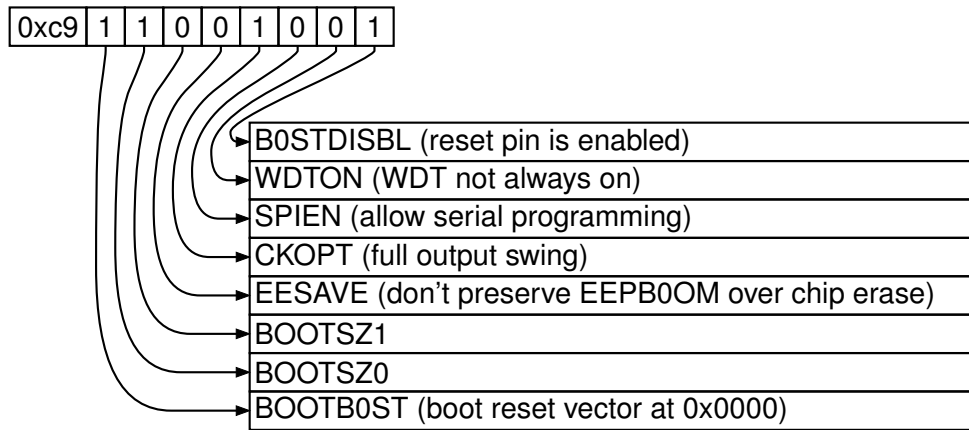 0xc9 1 1 0 0 1 0 0 1
B0STDISBL (reset pin is enabled)
WDTON (WDT not always on)
SPIEN (allow serial programming)
CKOPT (full output swing)
EESAVE (don't preserve EEPB0OM over chip erase)
BOOTSZ1
BOOTSZ0
BOOTB0ST (boot reset vector at 0x0000)